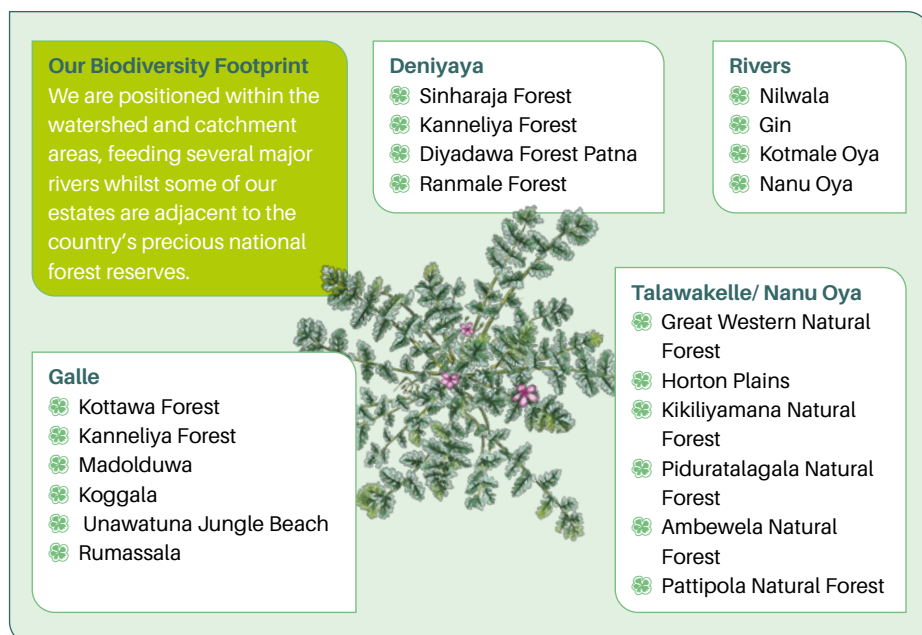 Our Biodiversity Footprint
We are positioned within the
watershed and catchment
areas, feeding several major
rivers whilst some of our
estates are adjacent to the
country's precious national
forest reserves.
Deniyaya
Sinharaja Forest
Kanneliya Forest
Diyadawa Forest Patna
Ranmale Forest
Rivers
Nilwala
Gin
Kotmale Oya
Nanu Oya
Galle
Kottawa Forest
Kanneliya Forest
Madolduwa
Koggala
Unawatuna Jungle Beach
Rumassala
Talawakelle/ Nanu Oya
Great Western Natural
Forest
Horton Plains
Kikiliyamana Natural
Forest
Piduratalagala Natural
Forest
Ambewela Natural
Forest
Pattipola Natural Forest